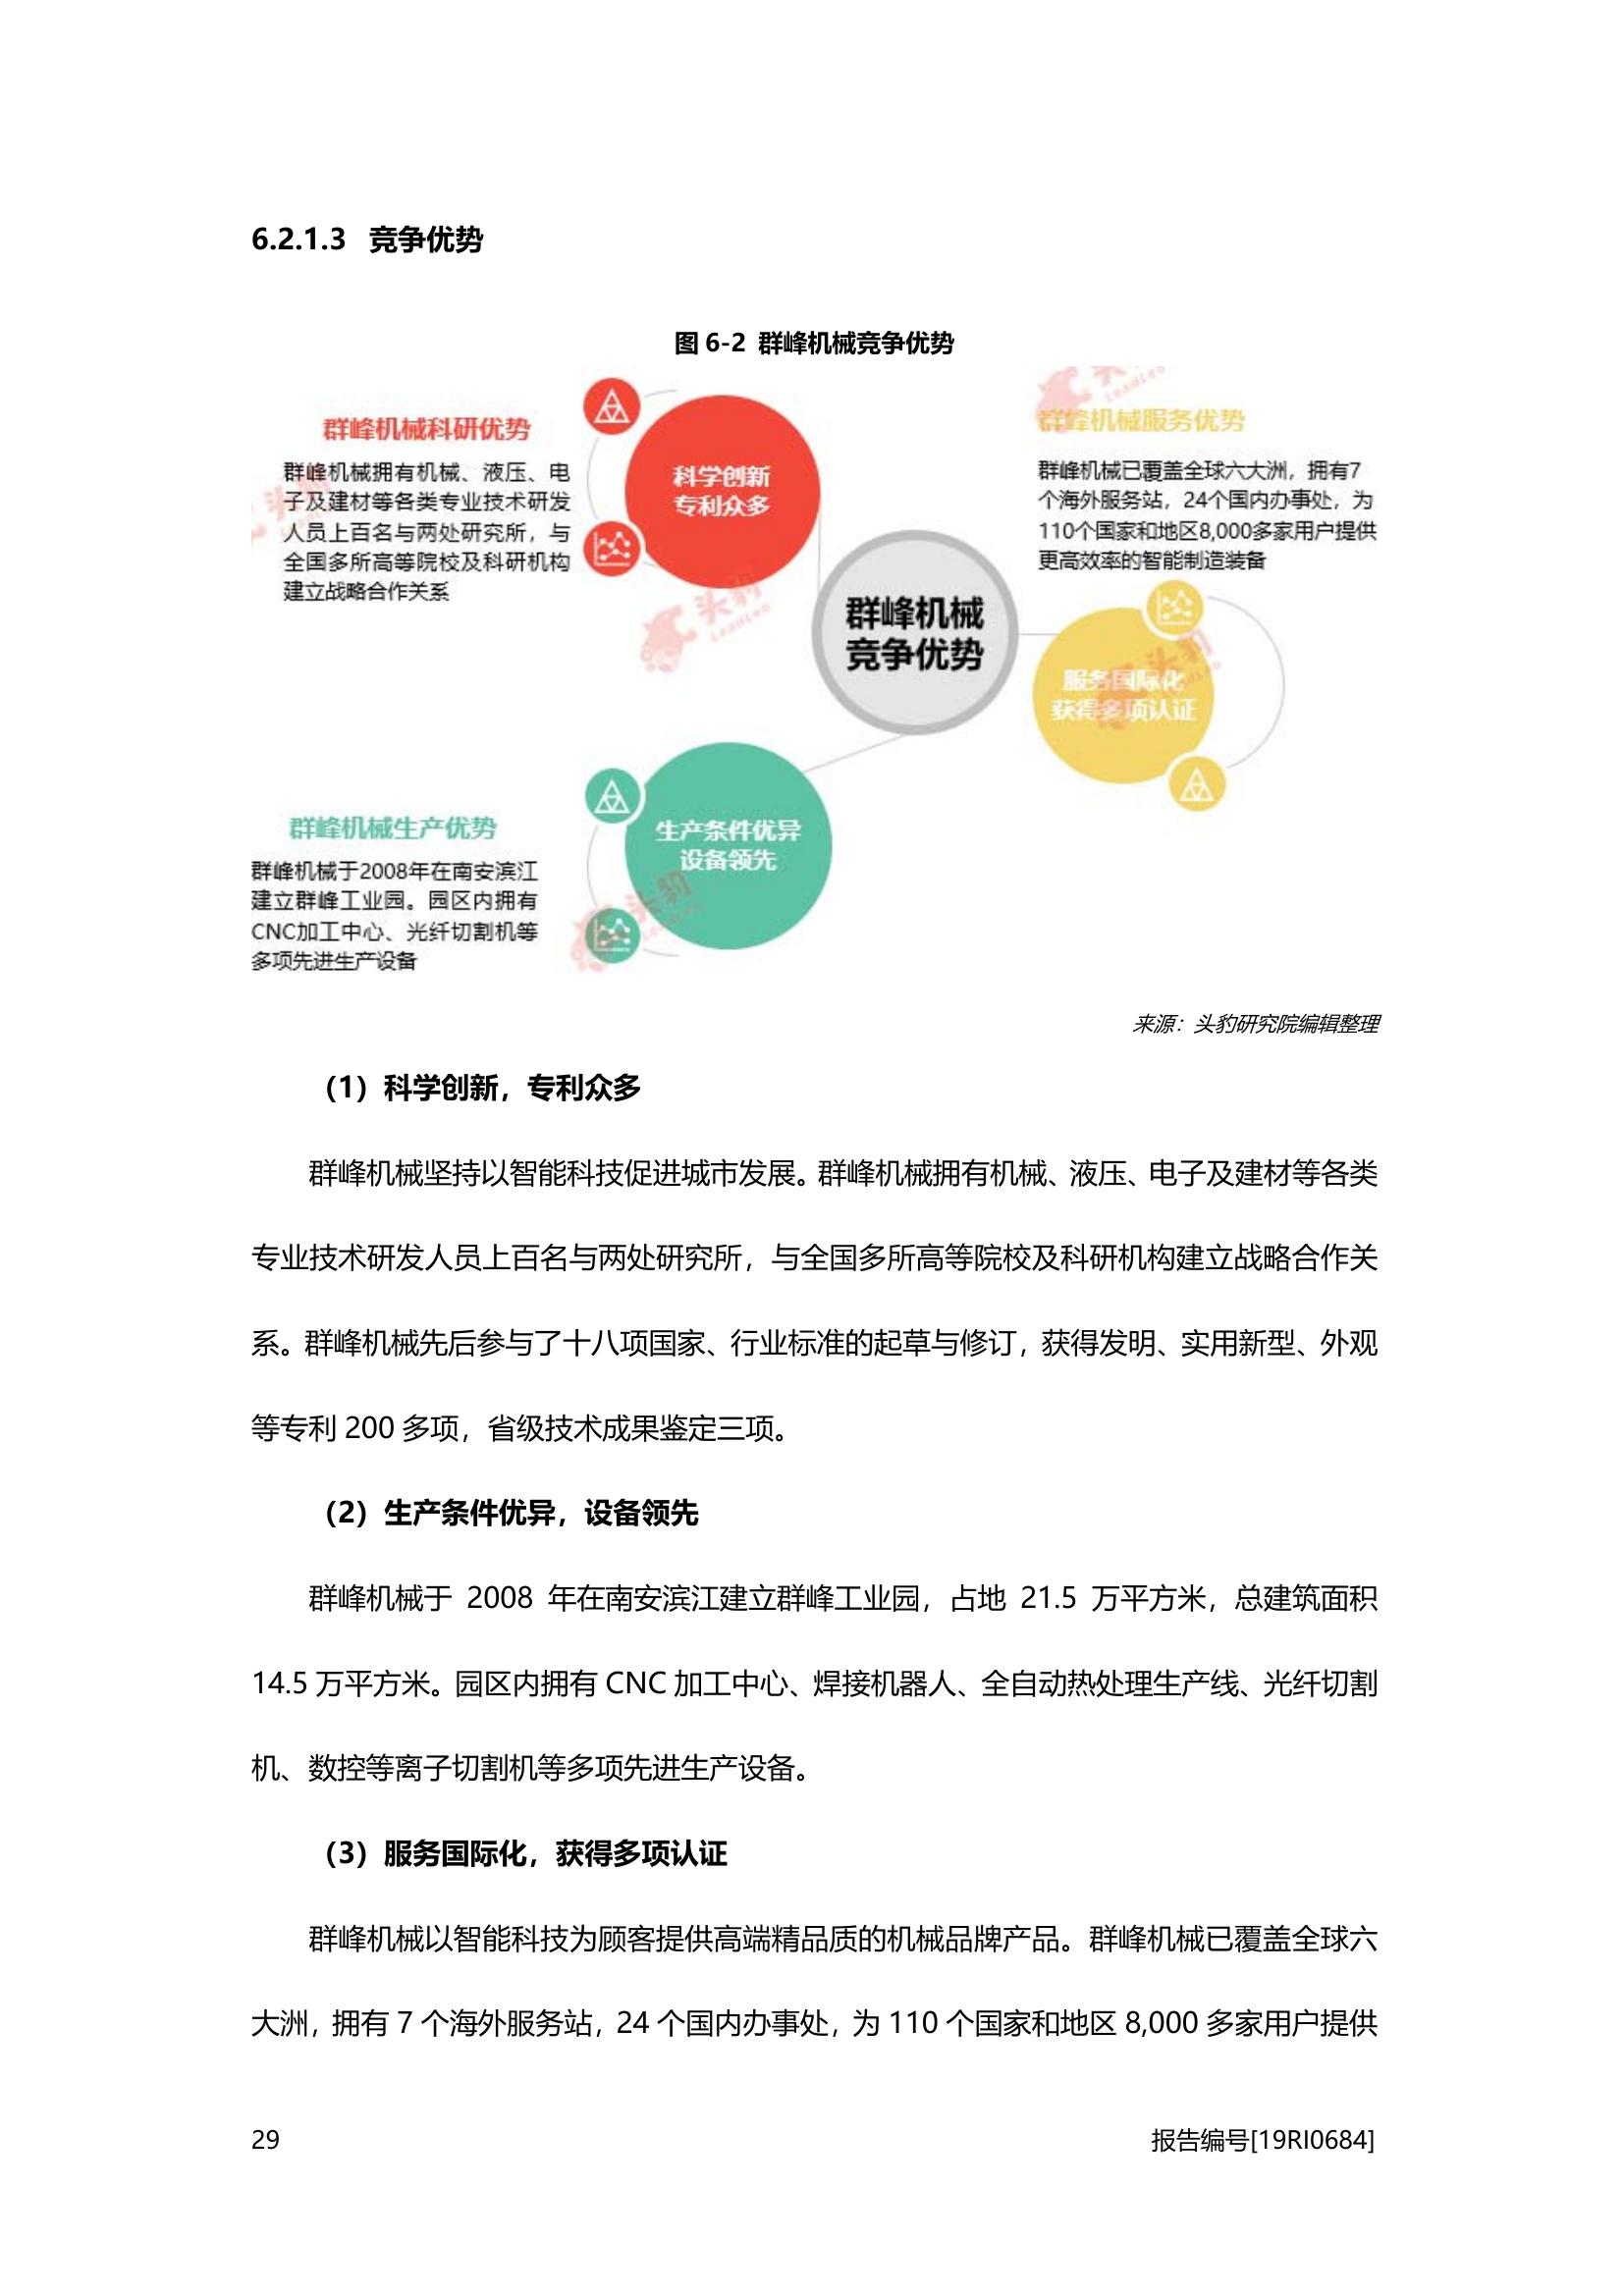 6.2.1.3 竞争优势
图 6-2 群峰机械竞争优势
群峰机械科研优势
群峰机械拥有机械、液压、电
子及建材等各类专业技术研发
人员上百名与两处研究所，与
全国多所高等院校及科研机构
建立战略合作关系
科学创新
专利众多
群峰机械服务优势
群峰机械已覆盖全球六大洲，拥有7
个海外服务站，24个国内办事处，为
110个国家和地区8,000多家用户提供
更高效率的智能制造装备
群峰机械
竞争优势
服务国际化
获得多项认证
群峰机械生产优势
群峰机械于2008年在南安滨江
建立群峰工业园。园区内拥有
CNC加工中心、光纤切割机等
多项先进生产设备
生产条件优异
设备领先
头豹
LeadLeo
来源：头豹研究院编辑整理
（1）科学创新，专利众多
群峰机械坚持以智能科技促进城市发展。群峰机械拥有机械、液压、电子及建材等各类
专业技术研发人员上百名与两处研究所，与全国多所高等院校及科研机构建立战略合作关
系。群峰机械先后参与了十八项国家、行业标准的起草与修订，获得发明、实用新型、外观
等专利 200 多项，省级技术成果鉴定三项。
（2）生产条件优异，设备领先
群峰机械于 2008 年在南安滨江建立群峰工业园，占地 21.5 万平方米，总建筑面积
14.5 万平方米。园区内拥有 CNC 加工中心、焊接机器人、全自动热处理生产线、光纤切割
机、数控等离子切割机等多项先进生产设备。
（3）服务国际化，获得多项认证
群峰机械以智能科技为顾客提供高端精品质的机械品牌产品。群峰机械已覆盖全球六
大洲，拥有 7 个海外服务站，24 个国内办事处，为 110 个国家和地区 8,000 多家用户提供
29
报告编号[19RI0684]